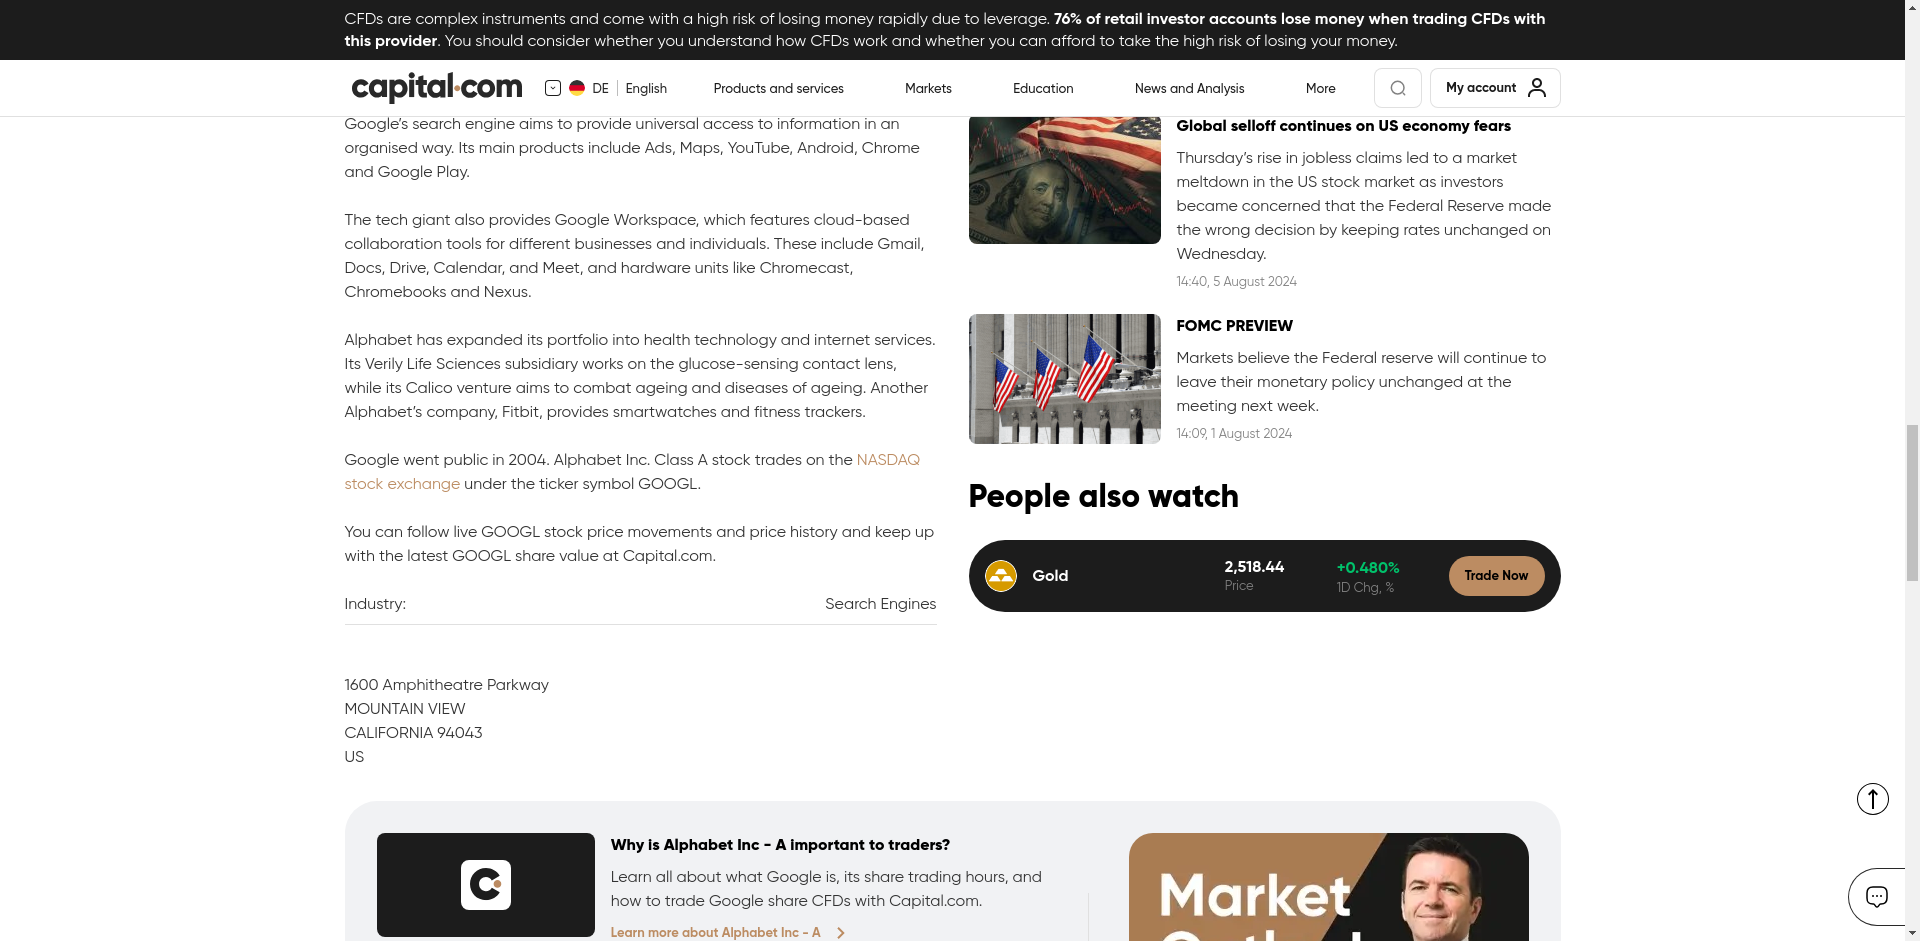 CFDs are complex instruments and come with a high risk of losing money rapidly due to leverage. 76% of retail investor accounts lose money when trading CFDs with
this provider. You should consider whether you understand how CFDs work and whether you can afford to take the high risk of losing your money.
capital.com
DE
English
Products and services
Markets
Education
News and Analysis
More
My account
Google’s search engine aims to provide universal access to information in an
organised way. Its main products include Ads, Maps, YouTube, Android, Chrome
and Google Play.
The tech giant also provides Google Workspace, which features cloud-based
collaboration tools for different businesses and individuals. These include Gmail,
Docs, Drive, Calendar, and Meet, and hardware units like Chromecast,
Chromebooks and Nexus.
Alphabet has expanded its portfolio into health technology and internet services.
Its Verily Life Sciences subsidiary works on the glucose-sensing contact lens,
while its Calico venture aims to combat ageing and diseases of ageing. Another
Alphabet’s company, Fitbit, provides smartwatches and fitness trackers.
Google went public in 2004. Alphabet Inc. Class A stock trades on the NASDAQ
stock exchange under the ticker symbol GOOGL.
You can follow live GOOGL stock price movements and price history and keep up
with the latest GOOGL share value at Capital.com.
Industry:
Search Engines
1600 Amphitheatre Parkway
MOUNTAIN VIEW
CALIFORNIA 94043
US
Global selloff continues on US economy fears
Thursday’s rise in jobless claims led to a market
meltdown in the US stock market as investors
became concerned that the Federal Reserve made
the wrong decision by keeping rates unchanged on
Wednesday.
14:40, 5 August 2024
FOMC PREVIEW
Markets believe the Federal reserve will continue to
leave their monetary policy unchanged at the
meeting next week.
14:09, 1 August 2024
People also watch
Gold
2,518.44
Price
+0.480%
1D Chg, %
Trade Now
Why is Alphabet Inc - A important to traders?
Learn all about what Google is, its share trading hours, and
how to trade Google share CFDs with Capital.com.
Learn more about Alphabet Inc - A
Market
Outlook